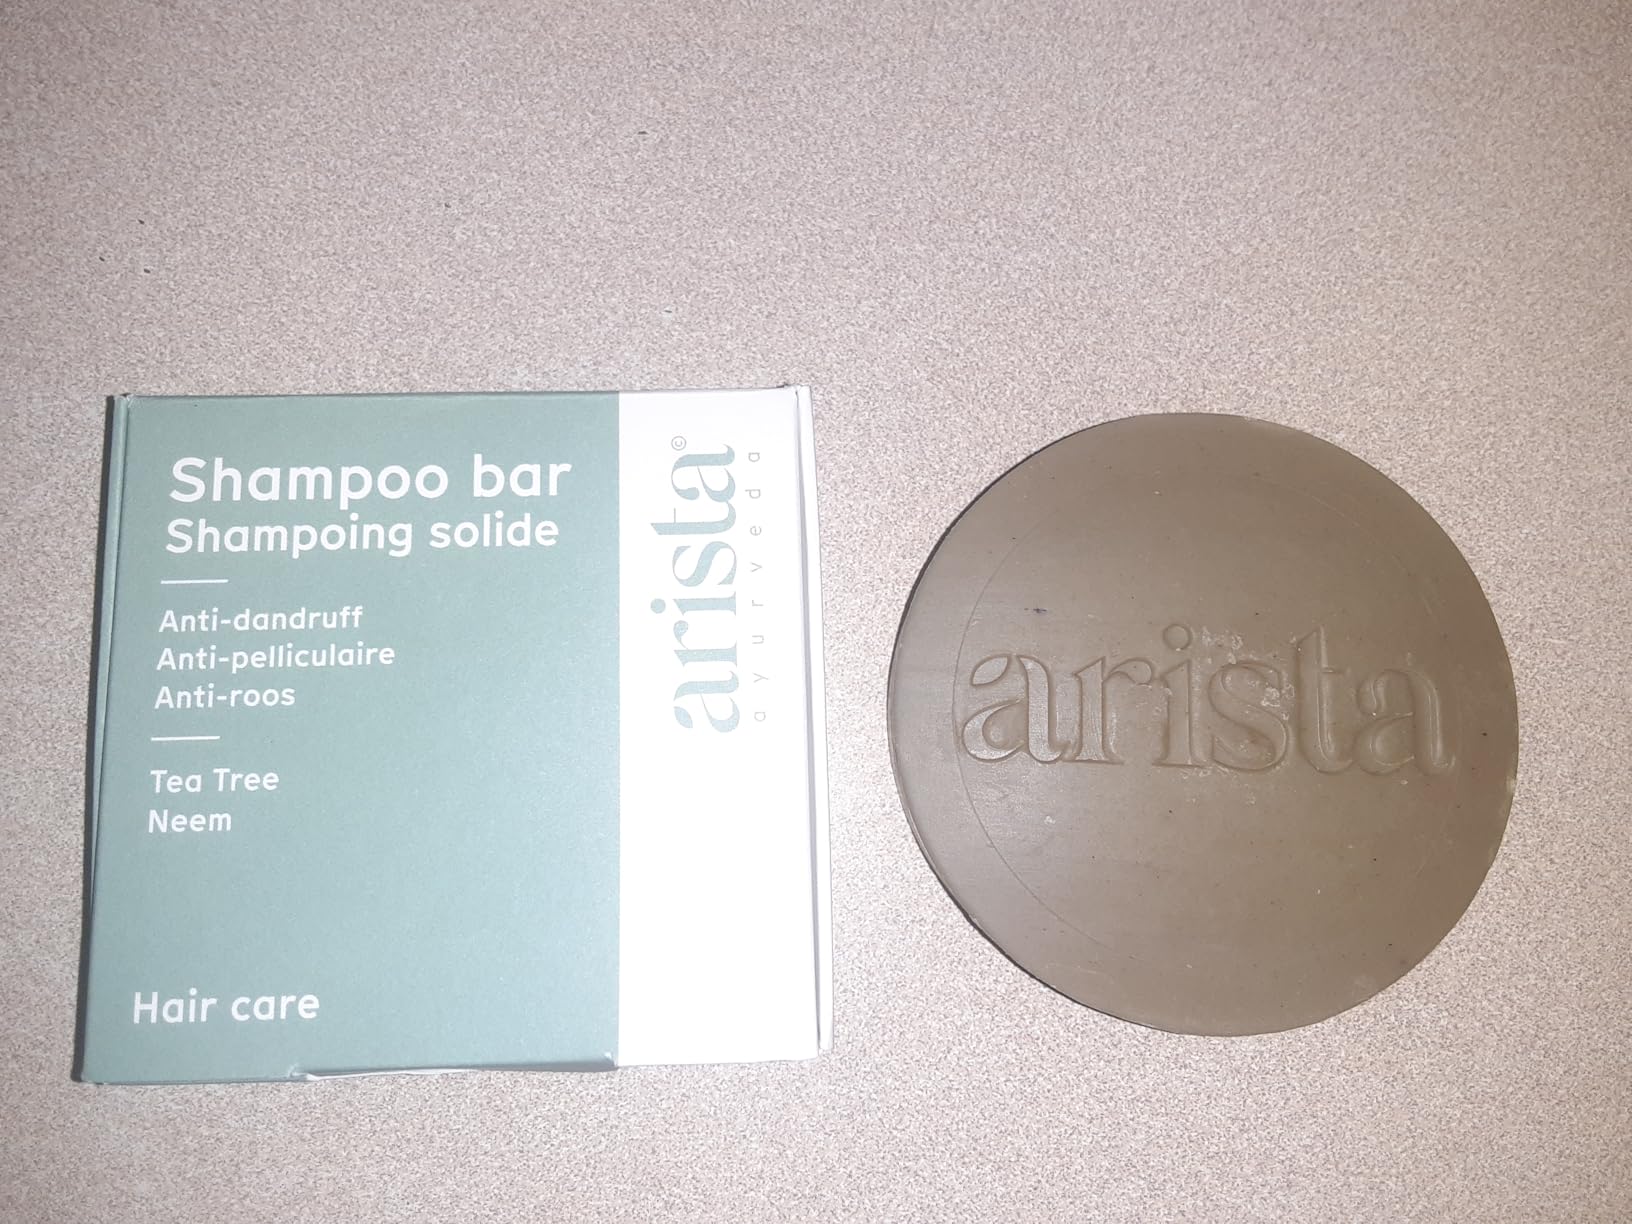 Shampoo bar
Shampoing solide
Anti-dandruff
Anti-pelliculaire
Anti-roos
Tea Tree
Neem
Hair care
arista©
ayurveda
arista